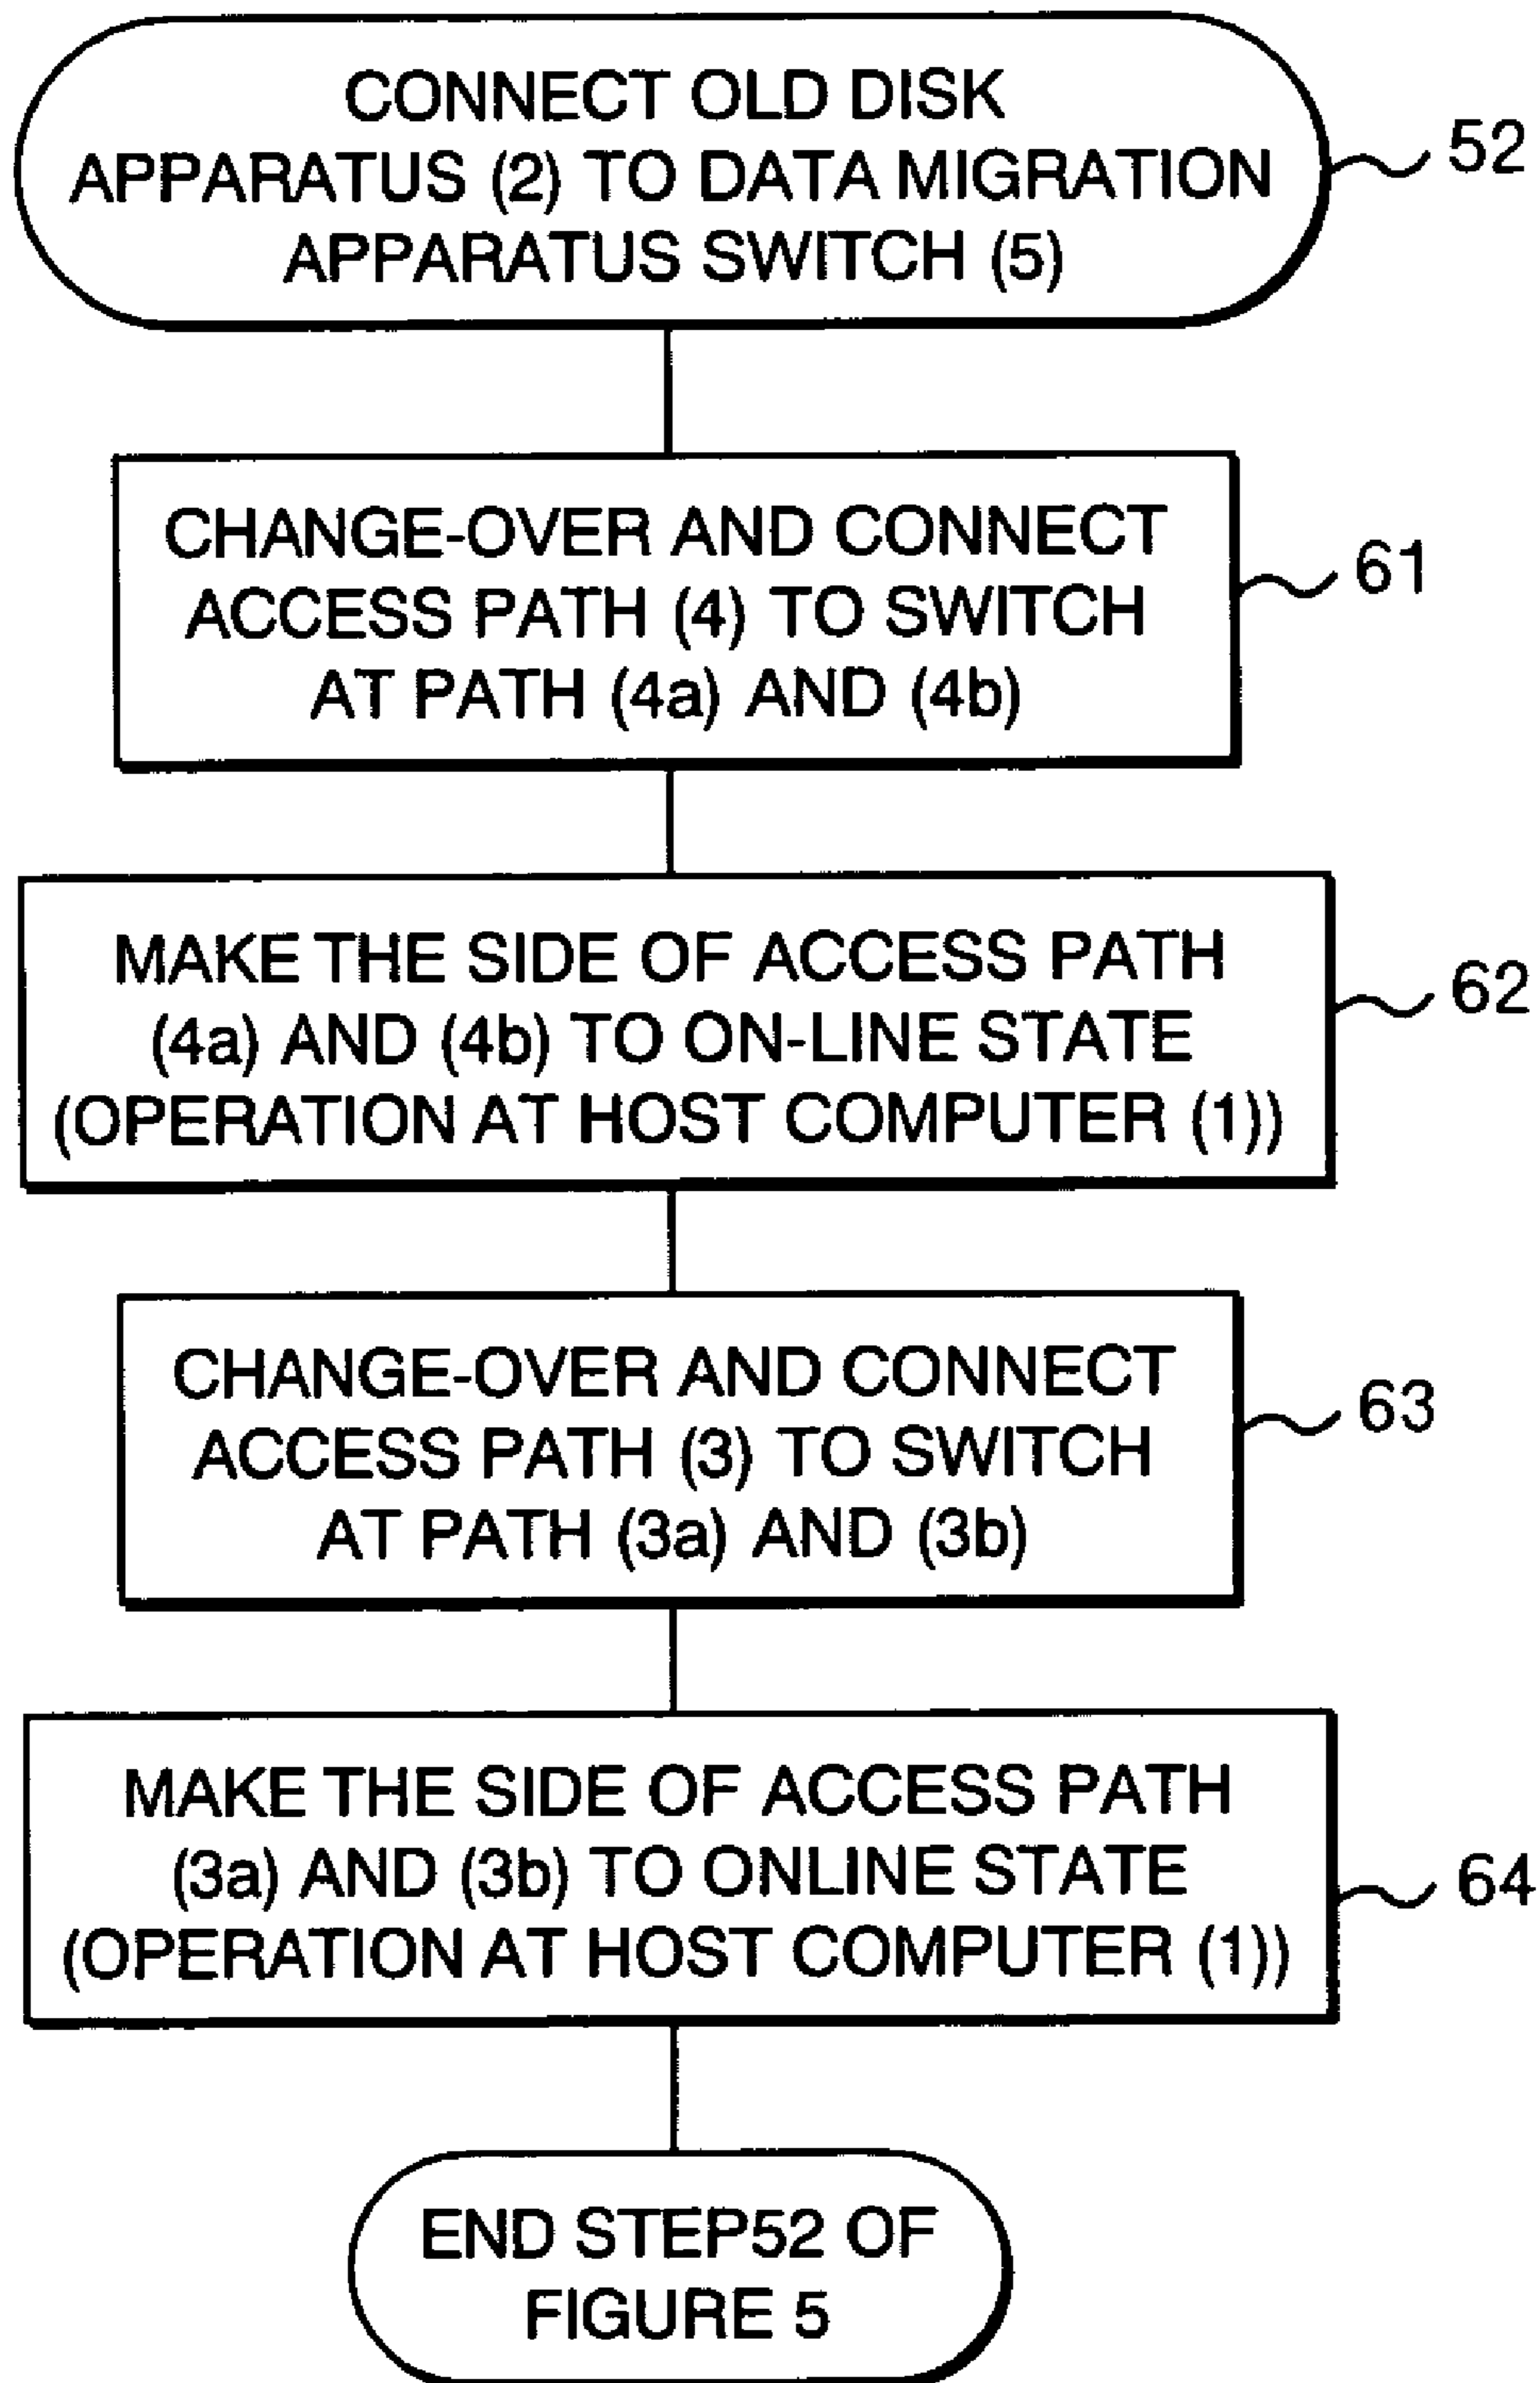 CONNECT OLD DISK
APPARATUS (2) TO DATA MIGRATION
APPARATUS SWITCH (5)
52
CHANGE-OVER AND CONNECT
ACCESS PATH (4) TO SWITCH
AT PATH (4a) AND (4b)
61
MAKE THE SIDE OF ACCESS PATH
(4a) AND (4b) TO ON-LINE STATE
(OPERATION AT HOST COMPUTER (1))
62
CHANGE-OVER AND CONNECT
ACCESS PATH (3) TO SWITCH
AT PATH (3a) AND (3b)
63
MAKE THE SIDE OF ACCESS PATH
(3a) AND (3b) TO ONLINE STATE
(OPERATION AT HOST COMPUTER (1))
64
END STEP52 OF
FIGURE 5